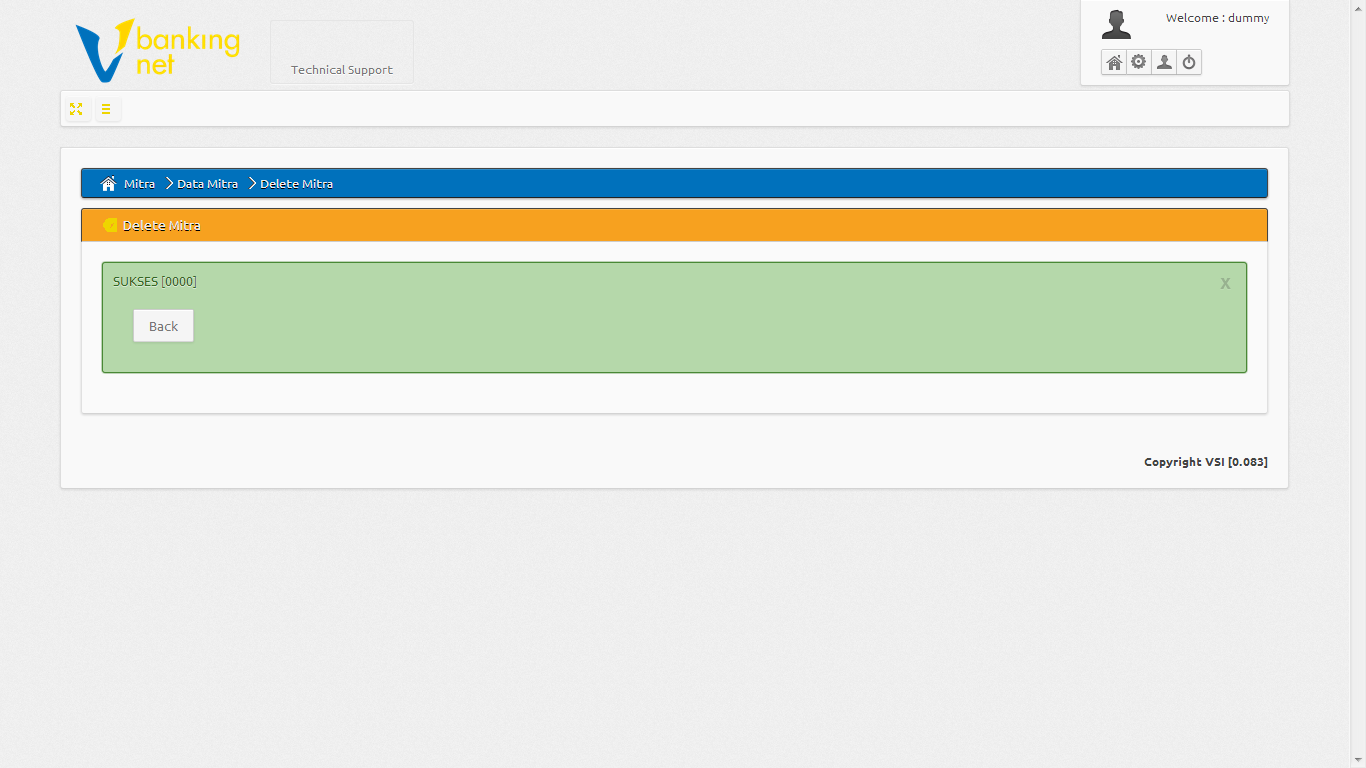 banking
net
Technical Support
Welcome : dummy
Mitra
Data Mitra
Delete Mitra
Delete Mitra
SUKSES [0000]
X
Back
Copyright VSI [0.083]